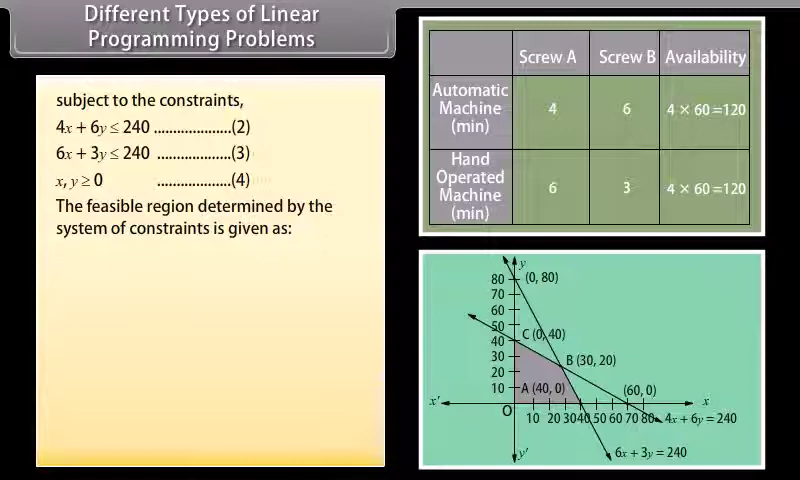 Different Types of Linear
Programming Problems
subject to the constraints,
4x + 6y ≤ 240 ....................(2)
6x + 3y ≤ 240 ...................(3)
x, y ≥ 0 ...................(4)
The feasible region determined by the
system of constraints is given as:
Screw A Screw B Availability
Automatic
Machine
(min)
4 6 4 × 60 =120
Hand
Operated
Machine
(min)
6 3 4 × 60 =120
y
80 (0, 80)
70
60
50
40 C (0, 40)
30 B (30, 20)
20
10 A (40, 0) (60, 0)
x' O x
10 20 30 40 50 60 70 80 4x + 6y = 240
y' 6x + 3y = 240